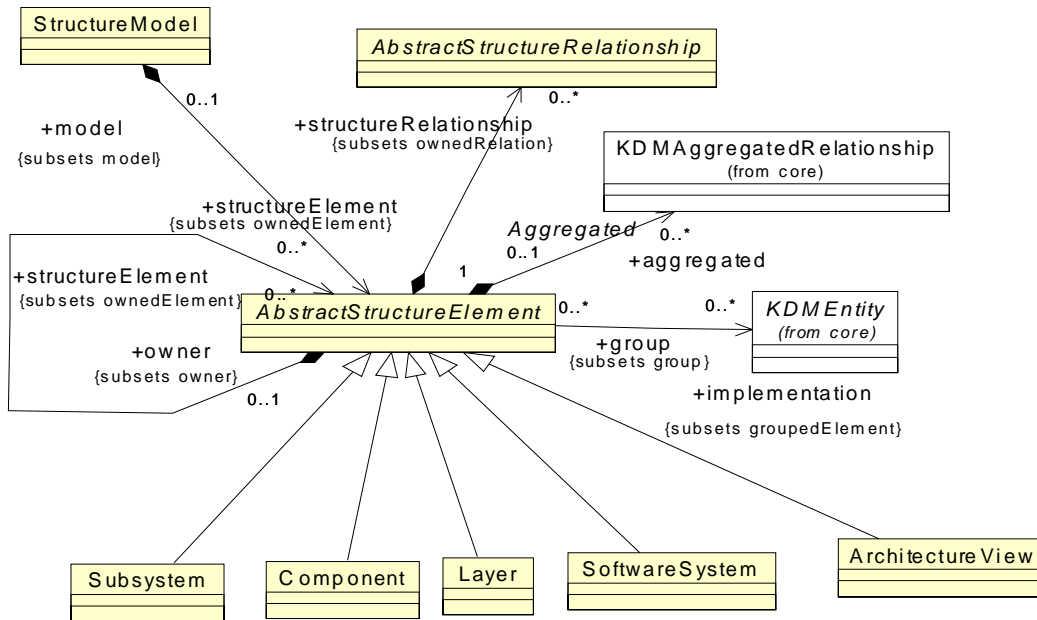 StructureModel
AbstractStructureRelationship
0..1
0..*
+model
{subsets model}
+structureRelationship
{subsets ownedRelation}
KDMAggregatedRelationship
(from core)
+structureElement
{subsets ownedElement}
Aggregated
0..1
0..*
0..*
+aggregated
+structureElement
{subsets ownedElement}
0..*
1
AbstractStructureElement
0..*
0..*
KDMEntity
(from core)
+owner
{subsets owner}
0..1
+group
{subsets group}
+implementation
{subsets groupedElement}
Subsystem
Component
Layer
SoftwareSystem
ArchitectureView